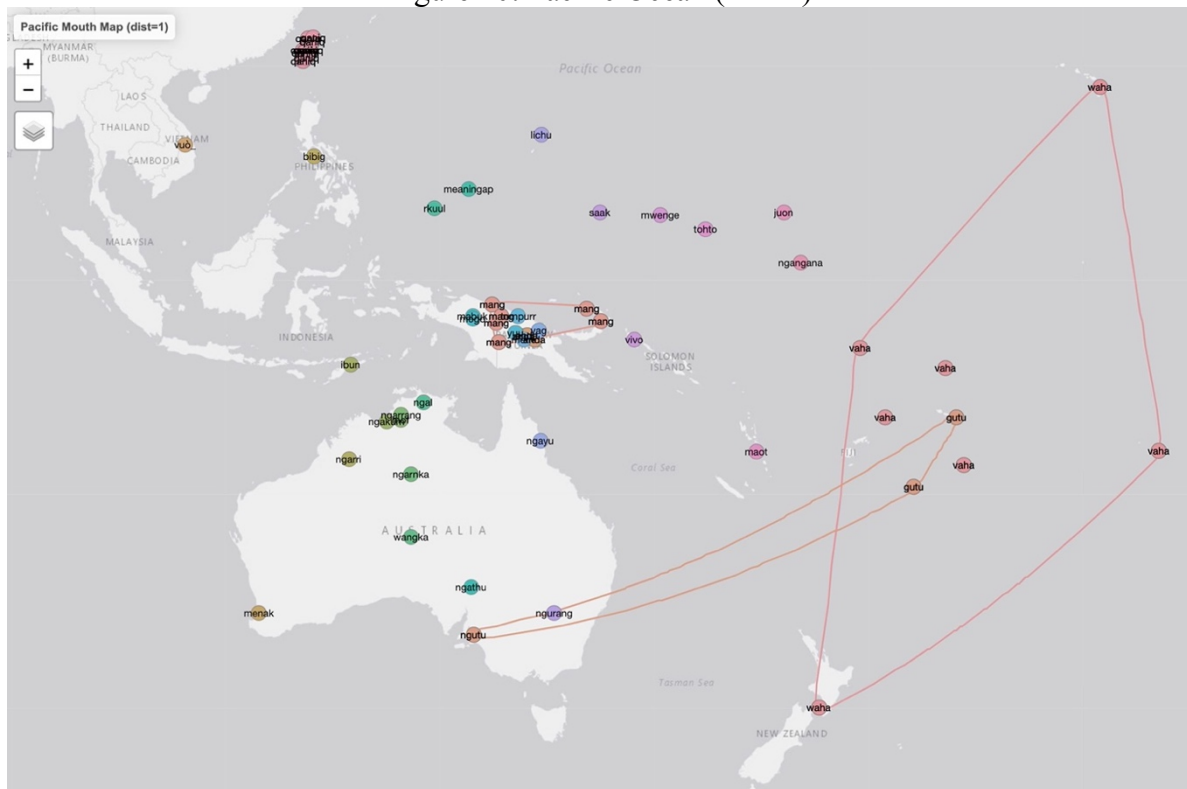 Pacific Mouth Map (dist=1)
+
−
MYANMAR
(BURMA)
LAOS
THAILAND
VIETNAM
CAMBODIA
PHILIPPINES
MALAYSIA
INDONESIA
Pacific Ocean
waha
vuo
bibig
lichu
meaningap
rkuul
saak
mwenge
tohto
juon
ngangana
mang
mang
mang
mang
mang
vivo
SOLOMON
ISLANDS
vaha
vaha
vaha
gutu
vaha
vaha
gutu
ibun
ngal
ngarrang
ngayu
maot
FIJI
ngarri
ngarnka
Coral Sea
AUSTRALIA
wangka
ngathu
menak
ngurang
ngutu
Tasman Sea
waha
NEW ZEALAND